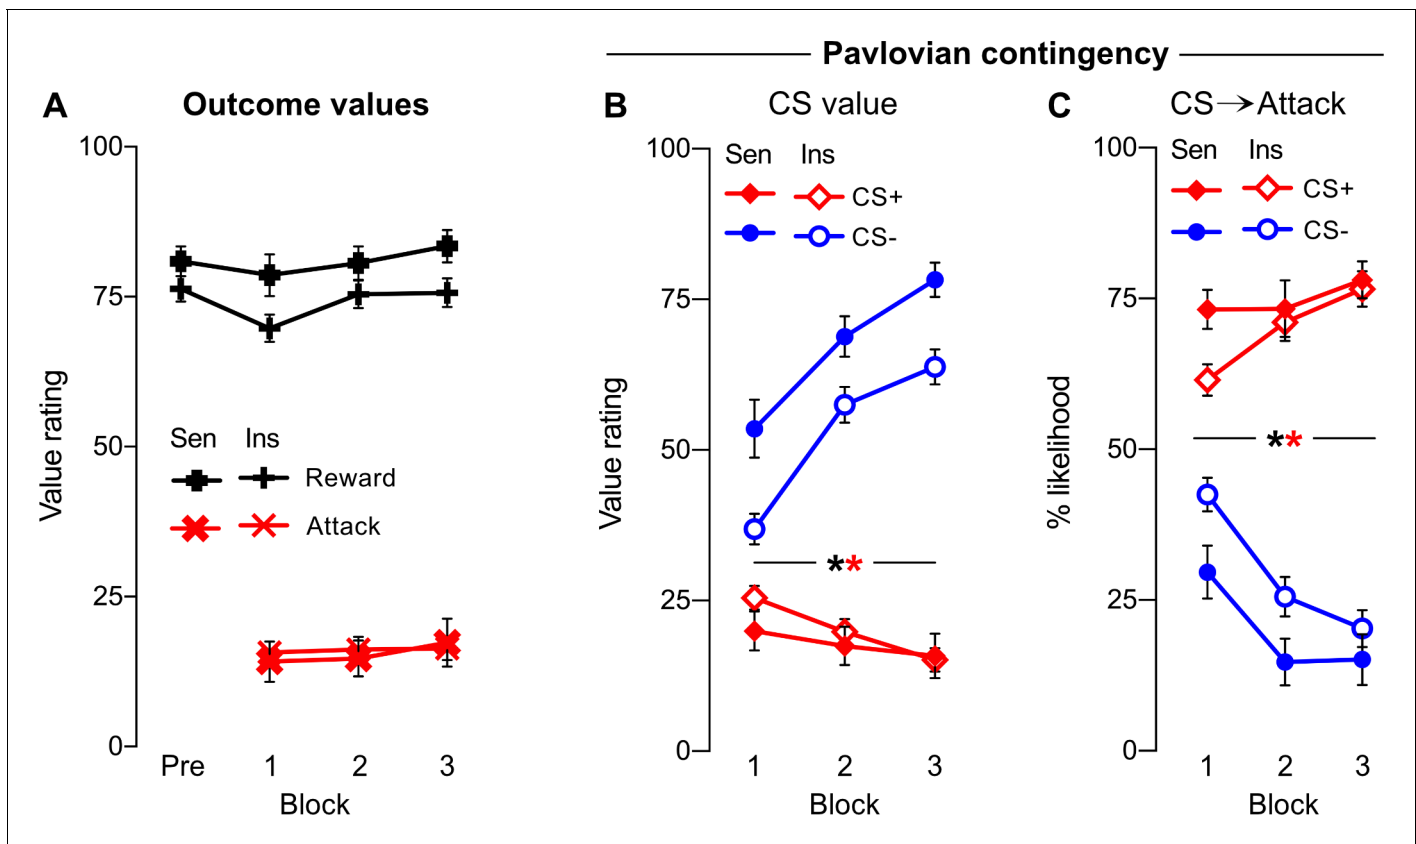 Pavlovian contingency
A Outcome values
B CS value
C CS→Attack
100
75
50
25
0
Value rating
Sen Ins
Reward
Attack
Pre 1 2 3
Block
100
75
50
25
0
Value rating
Sen Ins
CS+
CS-
**
1 2 3
Block
100
75
50
25
0
% likelihood
Sen Ins
CS+
CS-
**
1 2 3
Block